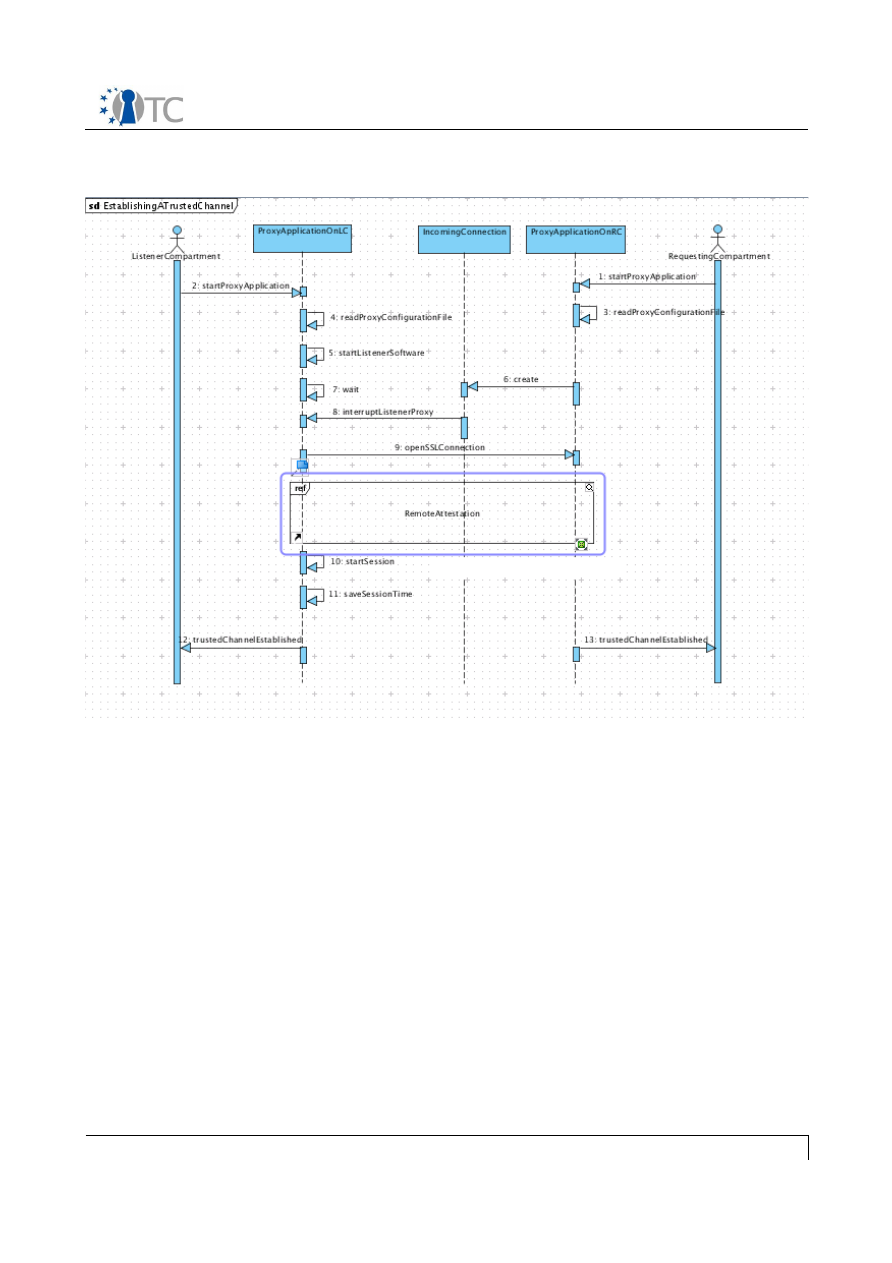 TC
sd EstablishingATrustedChannel
ProxyApplicationOnLC
IncomingConnection
ProxyApplicationOnRC
ListenerCompartment
RequestingCompartment
1: startProxyApplication
2: startProxyApplication
3: readProxyConfigurationFile
4: readProxyConfigurationFile
5: startListenerSoftware
6: create
7: wait
8: interruptListenerProxy
9: openSSLConnection
ref
RemoteAttestation
10: startSession
11: saveSessionTime
12: trustedChannelEstablished
13: trustedChannelEstablished